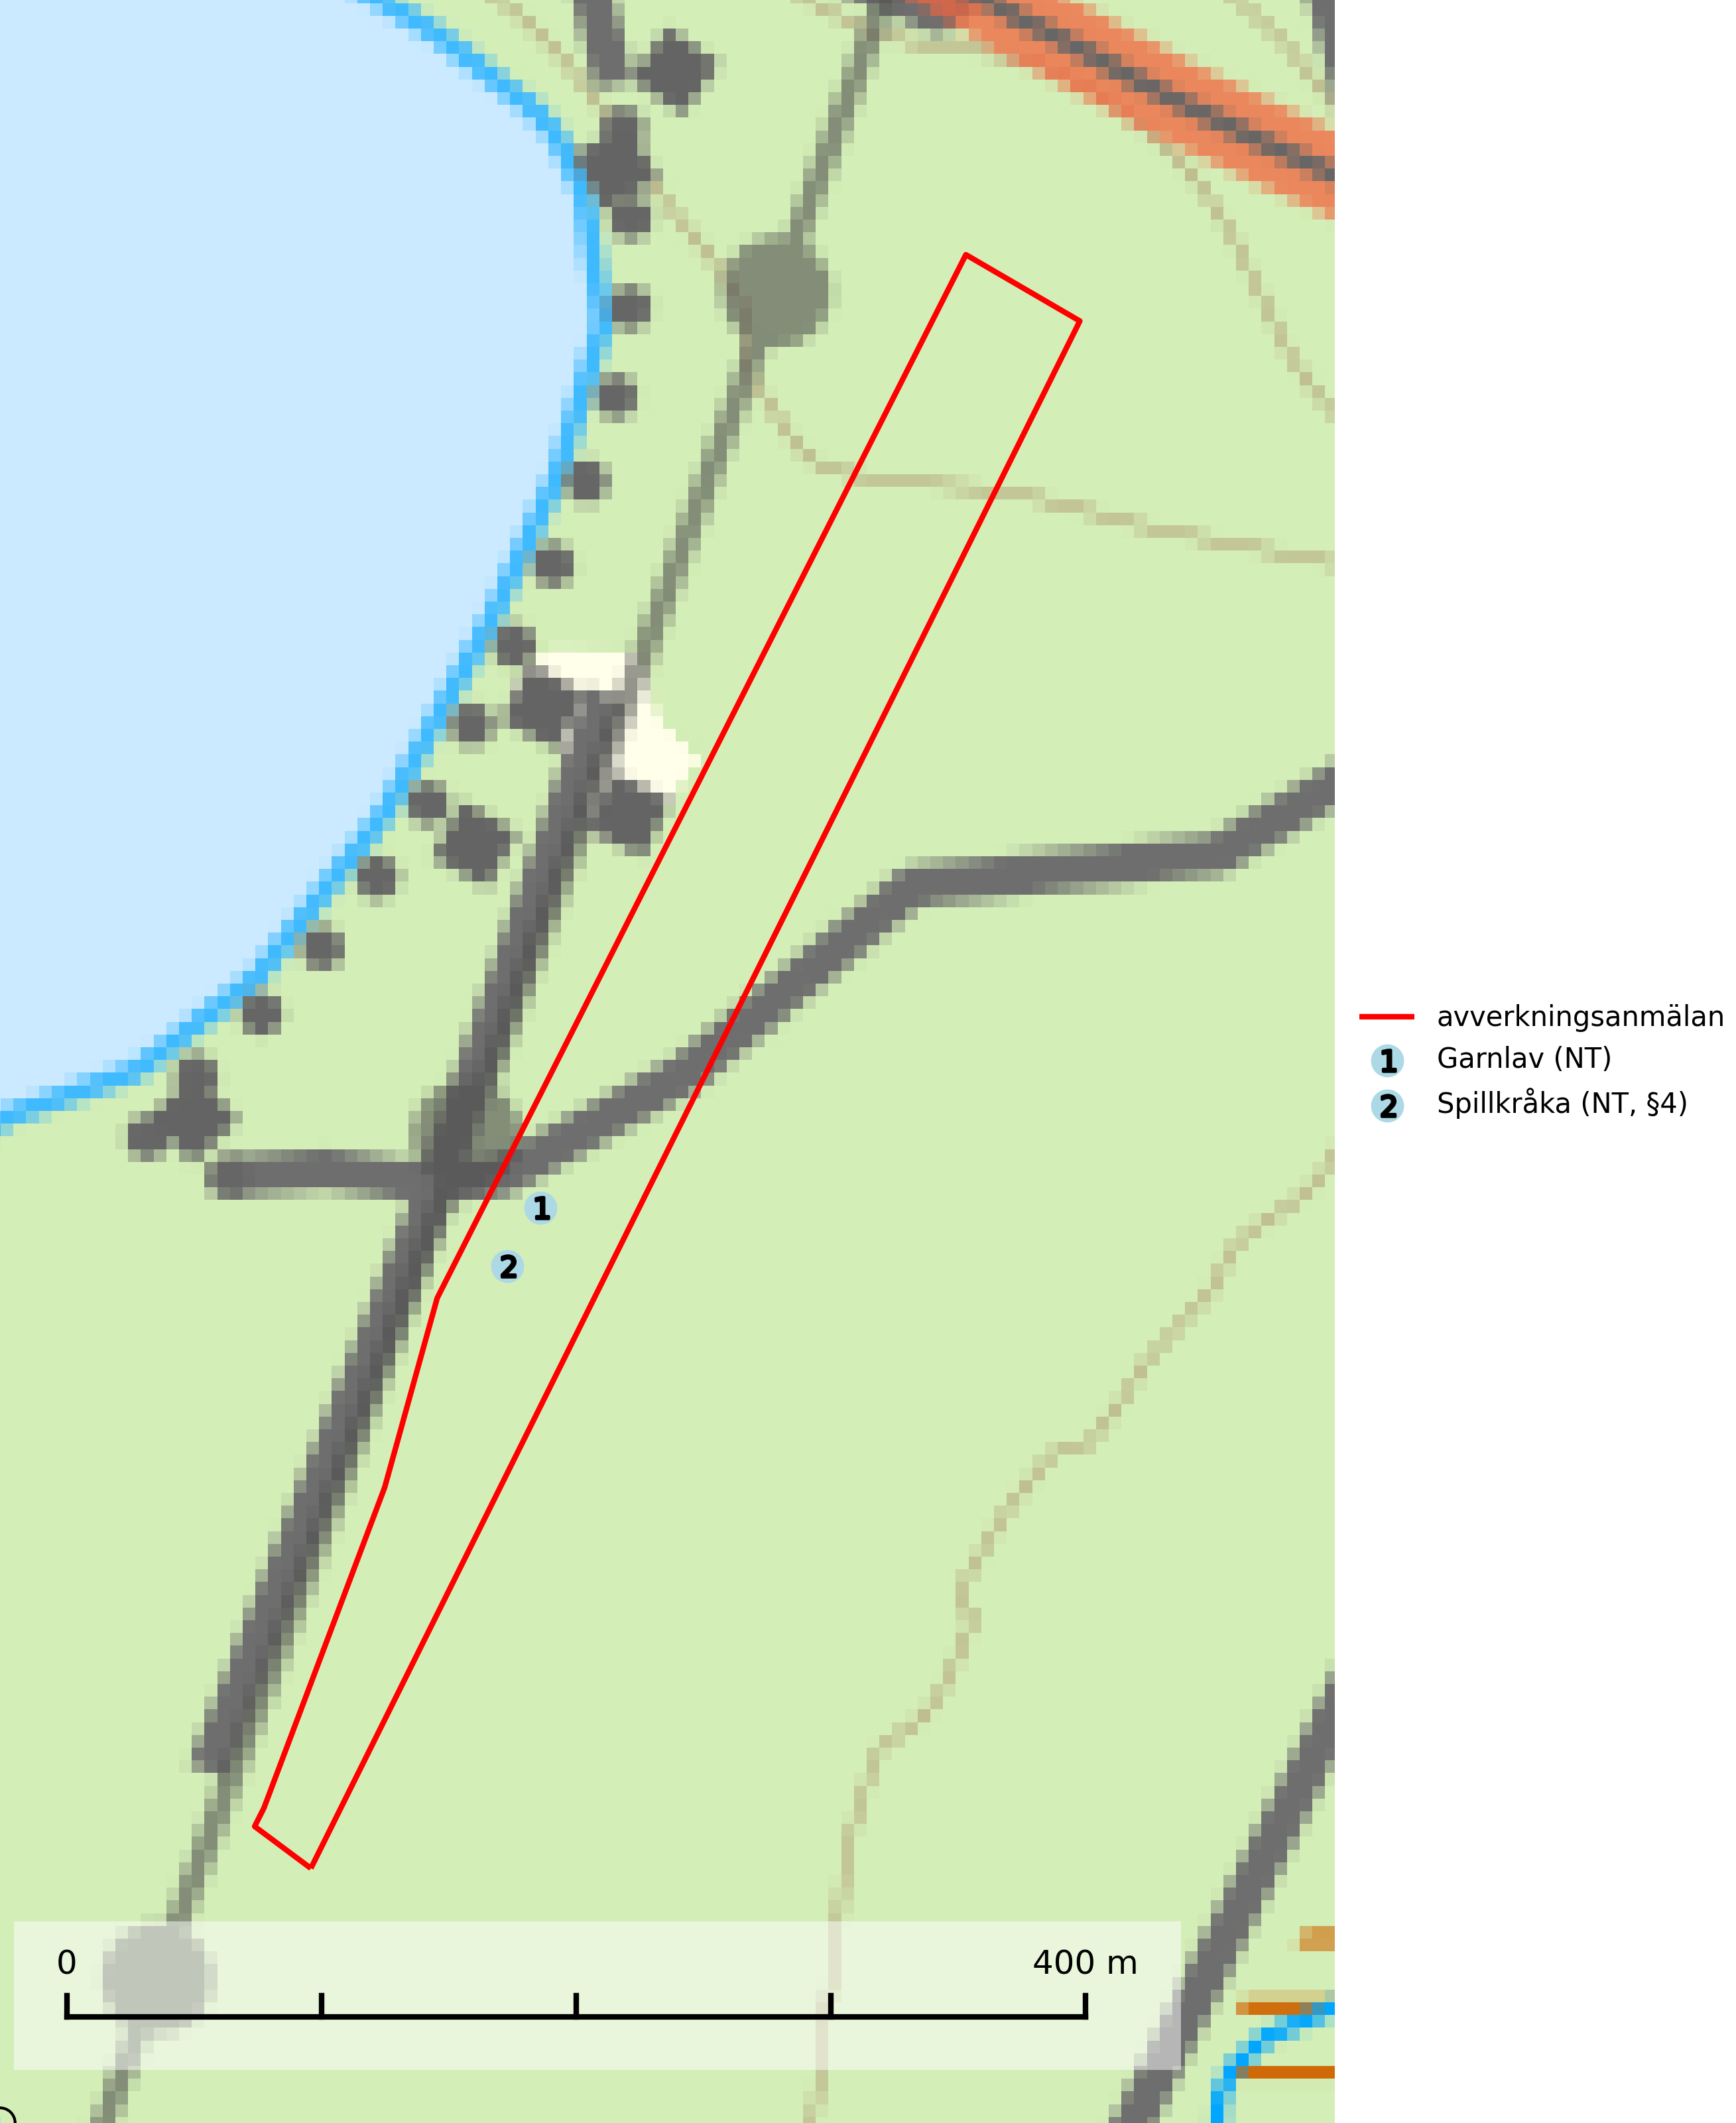 avverkningsanmälan
1 Garnlav (NT)
2 Spillkråka (NT, §4)
1
2
0 400 m